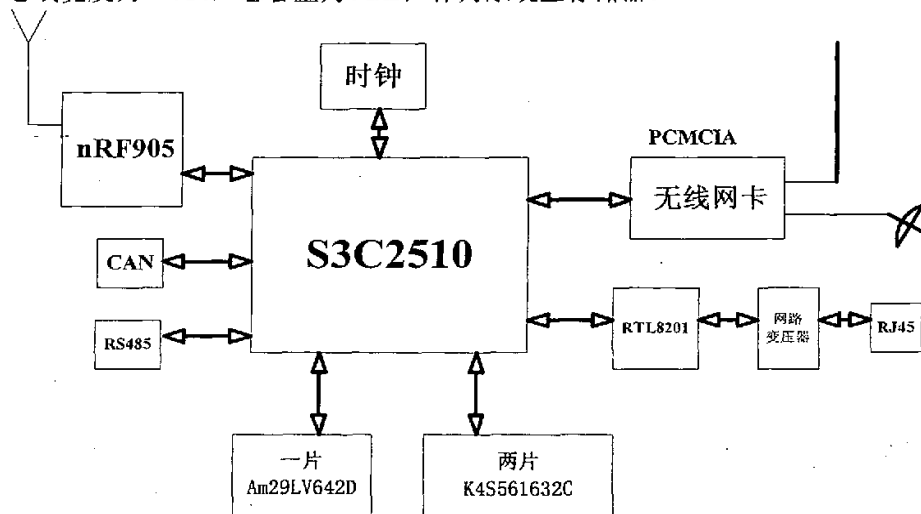 时钟
nRF905
PCMCIA
无线网卡
S3C2510
CAN
RS485
RTL8201
网路
变压器
RJ45
一片
Am29LV642D
两片
K4S561632C